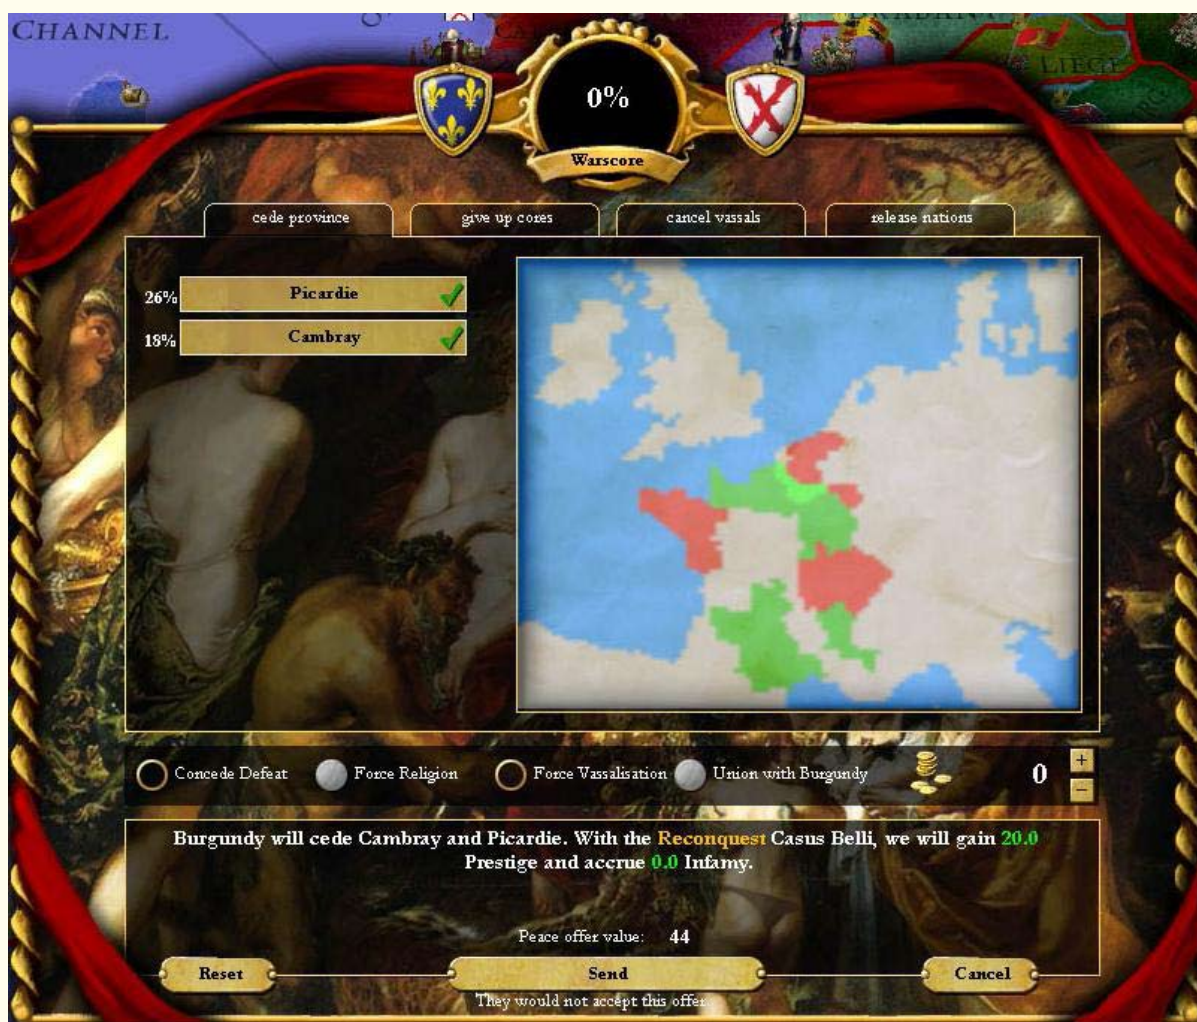 CHANNEL
LIEGE
0%
Warscore
cede province
give up cores
cancel vassals
release nations
26%
Picardie
18%
Cambray
Concede Defeat
Force Religion
Force Vassalisation
Union with Burgundy
0
+
-
Burgundy will cede Cambray and Picardie. With the Reconquest Casus Belli, we will gain 20.0
Prestige and accrue 0.0 Infamy.
Peace offer value: 44
Reset
Send
Cancel
They would not accept this offer